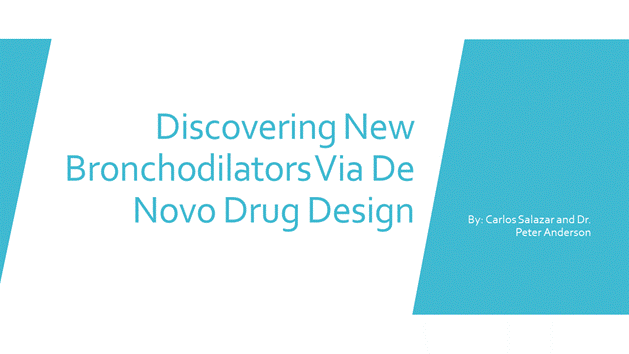 Discovering New
Bronchodilators Via De
Novo Drug Design
By: Carlos Salazar and Dr.
Peter Anderson